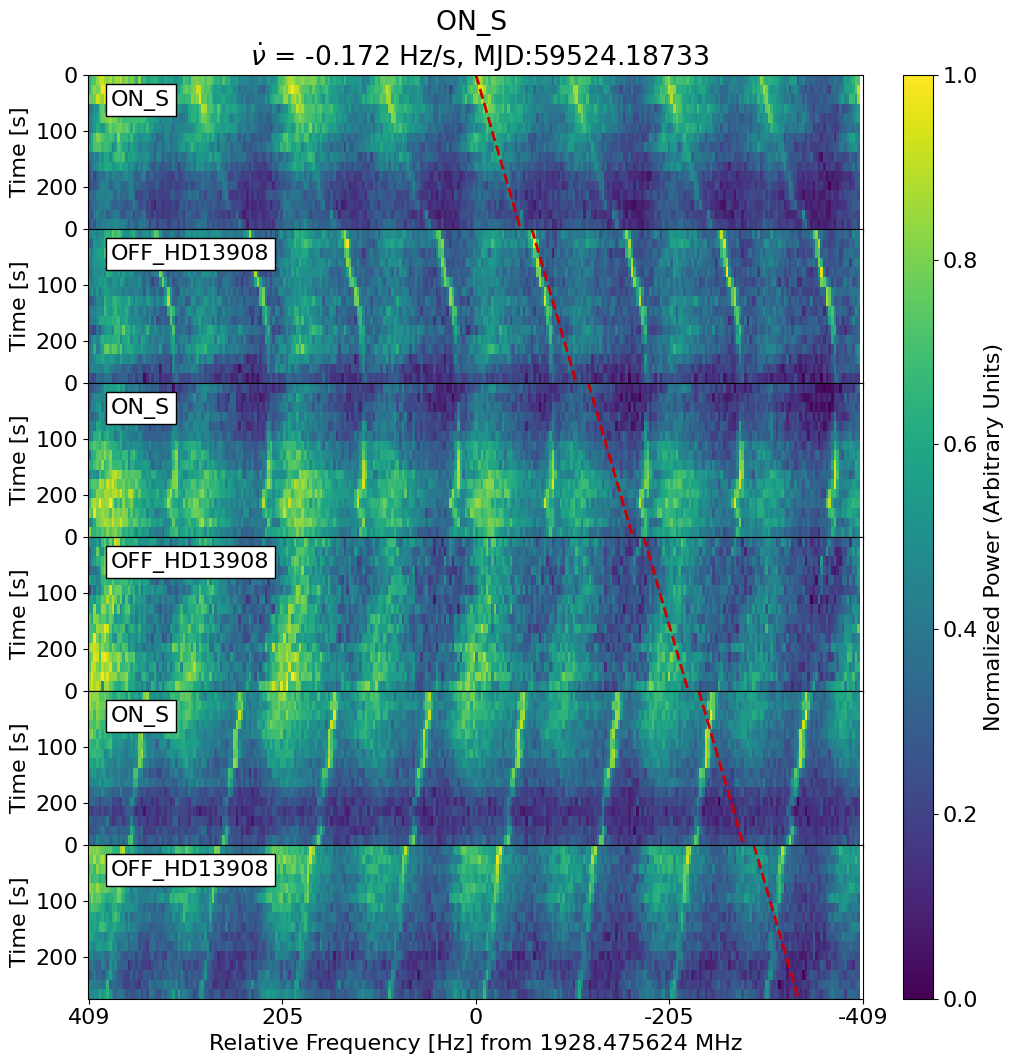 ON_S
ν̇ = -0.172 Hz/s, MJD:59524.18733
0
100
200
Time [s]
ON_S
0
100
200
Time [s]
OFF_HD13908
0
100
200
Time [s]
ON_S
0
100
200
Time [s]
OFF_HD13908
0
100
200
Time [s]
ON_S
0
100
200
Time [s]
OFF_HD13908
409
205
0
-205
-409
Relative Frequency [Hz] from 1928.475624 MHz
1.0
0.8
0.6
0.4
0.2
0.0
Normalized Power (Arbitrary Units)